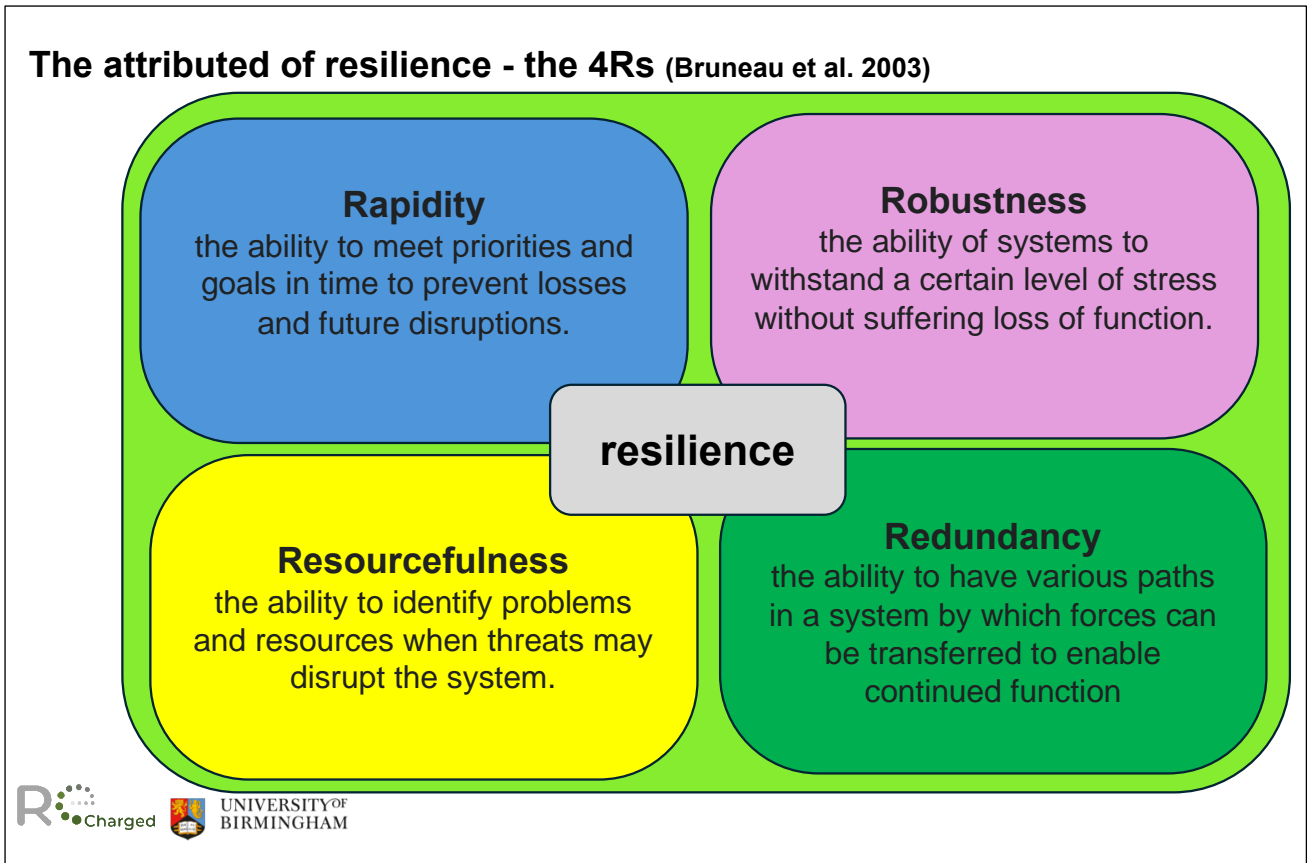 The attributed of resilience - the 4Rs (Bruneau et al. 2003)
Rapidity
the ability to meet priorities and
goals in time to prevent losses
and future disruptions.
Robustness
the ability of systems to
withstand a certain level of stress
without suffering loss of function.
resilience
Resourcefulness
the ability to identify problems
and resources when threats may
disrupt the system.
Redundancy
the ability to have various paths
in a system by which forces can
be transferred to enable
continued function
R Charged
UNIVERSITY OF
BIRMINGHAM